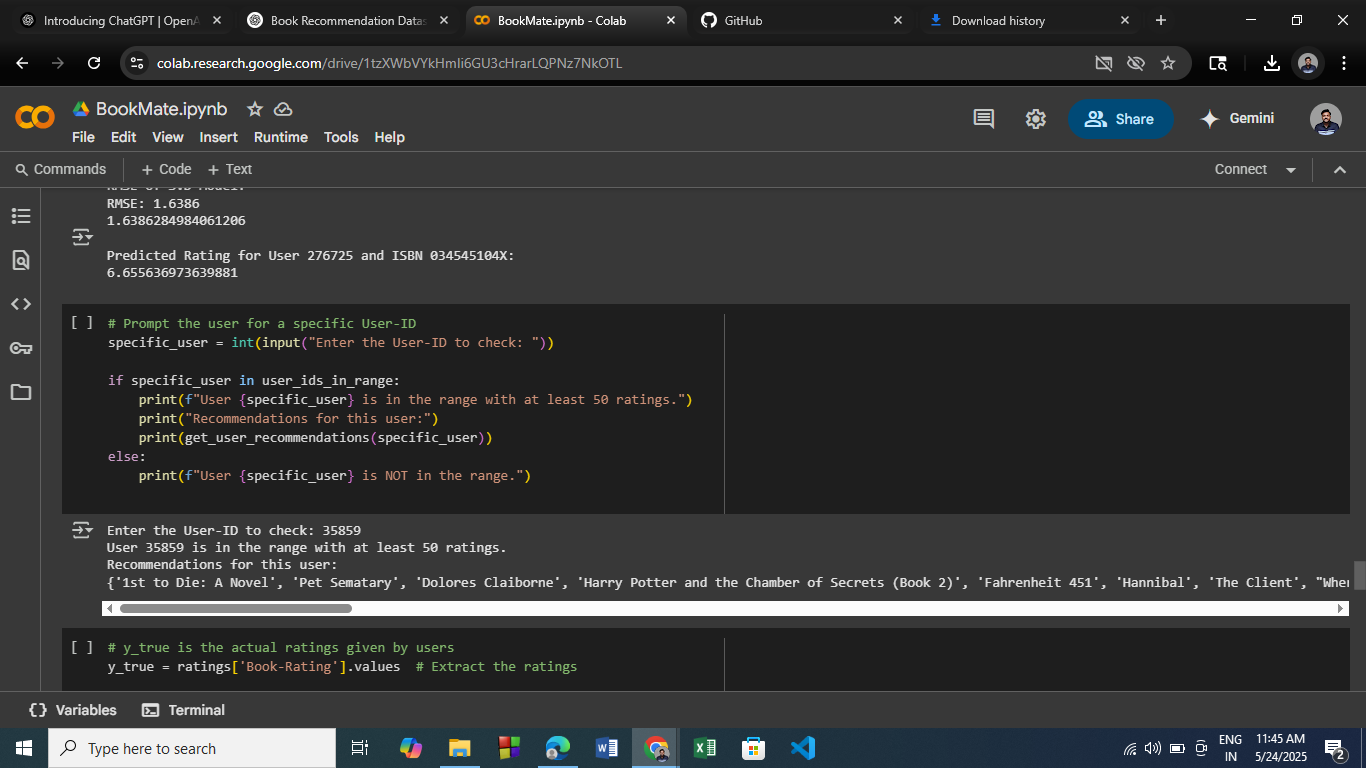 Introducing ChatGPT | OpenA
Book Recommendation Datas
BookMate.ipynb - Colab
GitHub
Download history
colab.research.google.com/drive/1tzXWbVYkHmIi6GU3cHrarLQPNz7NkOTL
BookMate.ipynb
File Edit View Insert Runtime Tools Help
Share
Gemini
Commands + Code + Text
Connect
RMSE: 1.6386
1.6386284984061206
Predicted Rating for User 276725 and ISBN 034545104X:
6.655636973639881
[ ] # Prompt the user for a specific User-ID
specific_user = int(input("Enter the User-ID to check: "))
if specific_user in user_ids_in_range:
print(f"User {specific_user} is in the range with at least 50 ratings.")
print("Recommendations for this user:")
print(get_user_recommendations(specific_user))
else:
print(f"User {specific_user} is NOT in the range.")
Enter the User-ID to check: 35859
User 35859 is in the range with at least 50 ratings.
Recommendations for this user:
{'1st to Die: A Novel', 'Pet Sematary', 'Dolores Claiborne', 'Harry Potter and the Chamber of Secrets (Book 2)', 'Fahrenheit 451', 'Hannibal', 'The Client', "Wher
[ ] # y_true is the actual ratings given by users
y_true = ratings['Book-Rating'].values # Extract the ratings
{} Variables Terminal
Type here to search
ENG
IN
11:45 AM
5/24/2025
2